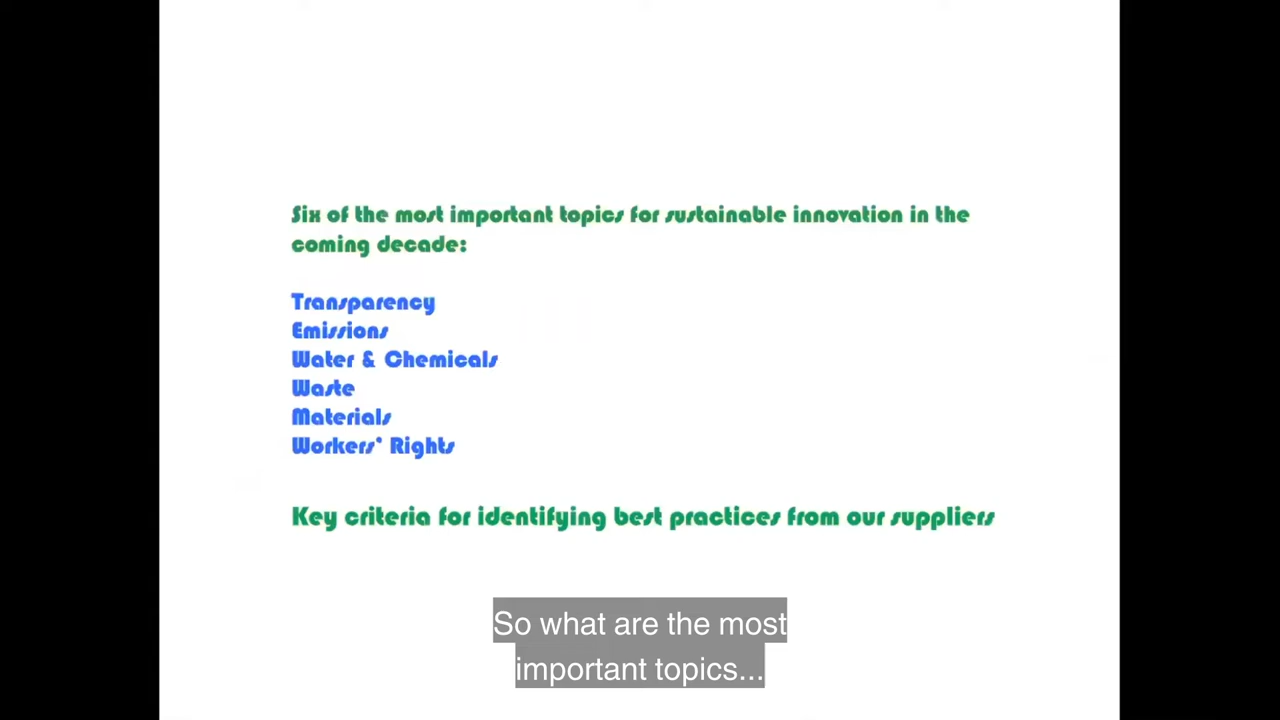 Six of the most important topics for sustainable innovation in the
coming decade:
Transparency
Emissions
Water & Chemicals
Waste
Materials
Workers' Rights
Key criteria for identifying best practices from our suppliers
So what are the most
important topics...